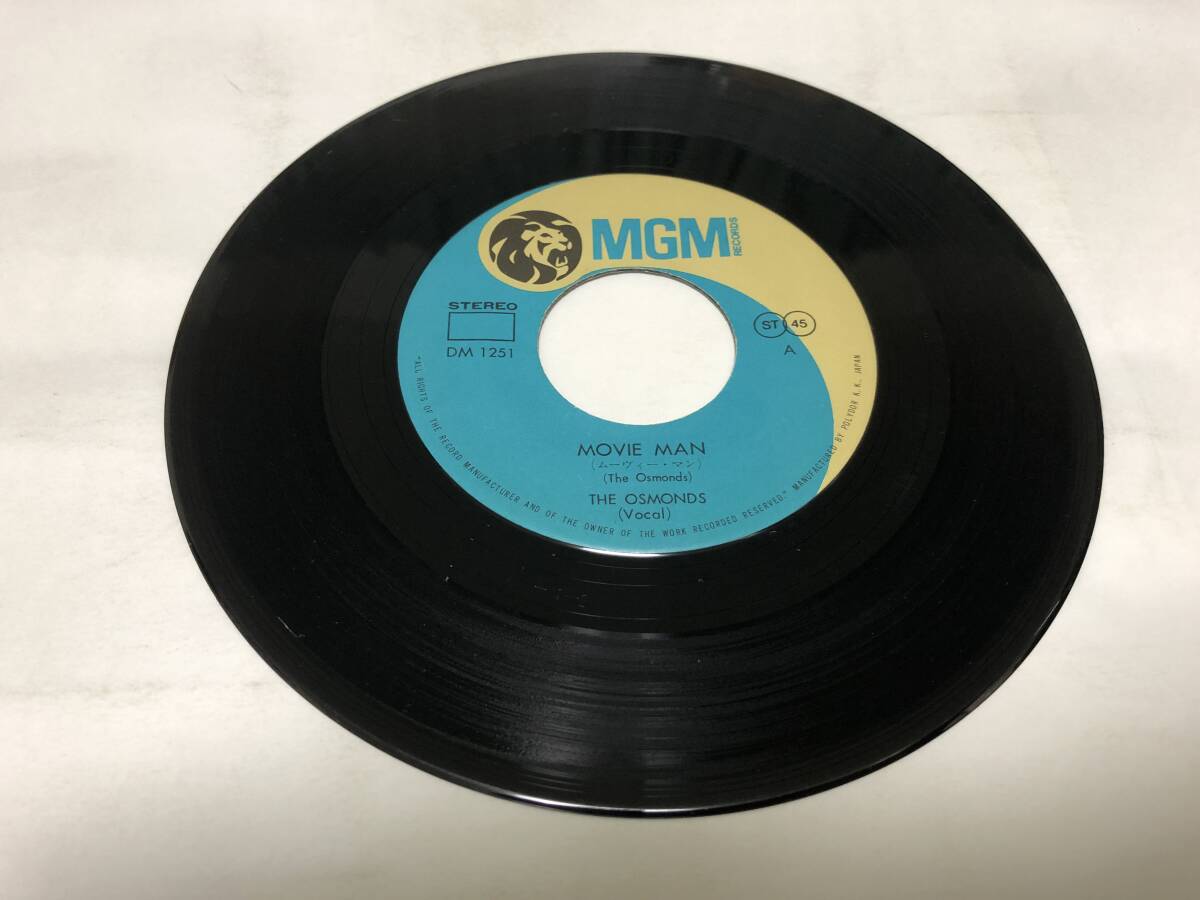 MGM
RECORDS
STEREO
DM 1251
ST 45
A
MOVIE MAN
(ムーヴィー・マン)
(The Osmonds)
THE OSMONDS
(Vocal)
"ALL RIGHTS OF THE RECORD MANUFACTURER AND OF THE OWNER OF THE WORK RECORDED RESERVED." MANUFACTURED BY POLYDOR K.K., JAPAN